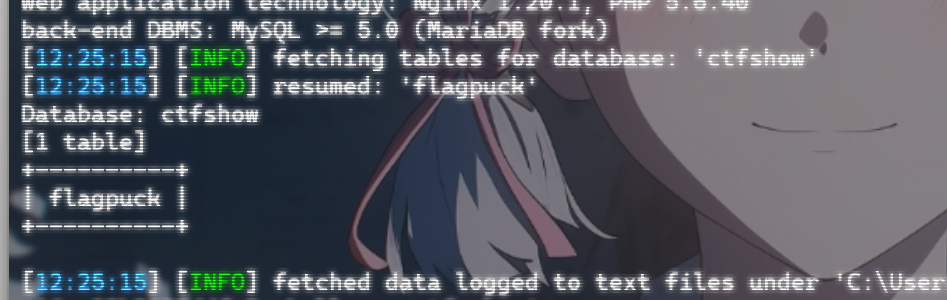 web application technology: Nginx 1.20.1, PHP 5.6.40
back-end DBMS: MySQL >= 5.0 (MariaDB fork)
[12:25:15] [INFO] fetching tables for database: 'ctfshow'
[12:25:15] [INFO] resumed: 'flagpuck'
Database: ctfshow
[1 table]
+----------+
| flagpuck |
+----------+
[12:25:15] [INFO] fetched data logged to text files under 'C:\User